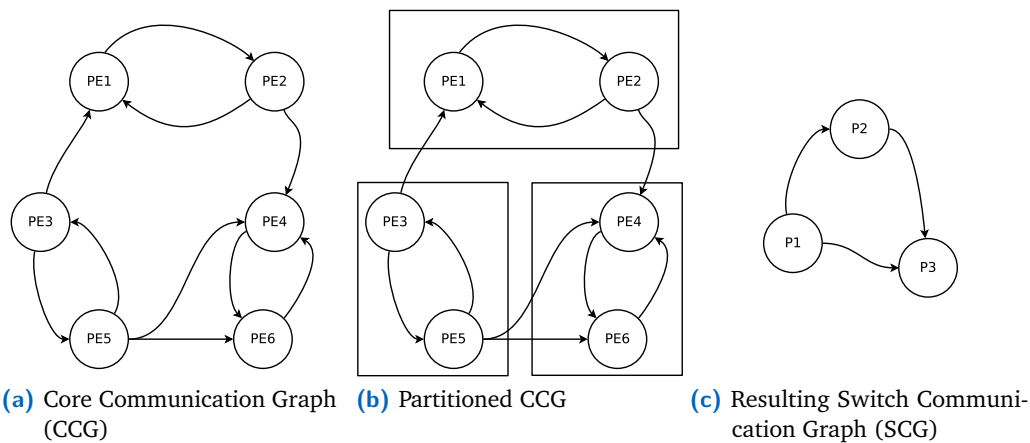 PE1
PE2
PE3
PE4
PE5
PE6
PE1
PE2
PE3
PE4
PE5
PE6
P2
P1
P3
(a) Core Communication Graph
(CCG)
(b) Partitioned CCG
(c) Resulting Switch Communi-
cation Graph (SCG)